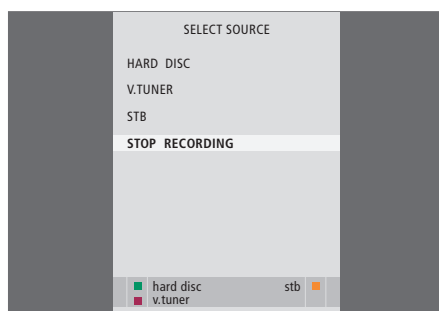 SELECT SOURCE
HARD DISC
V.TUNER
STB
STOP RECORDING
hard disc stb
v.tuner